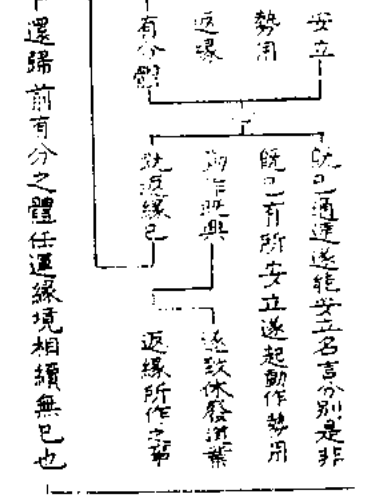 安立
勢用
返緣
有分體
既已通達遂能安立名言分別是非
既已有所安立遂起動作勢用
動作既興
遂致休發諸業
既返緣已
返緣所作之事
還歸前有分之體任運緣境相續無已也